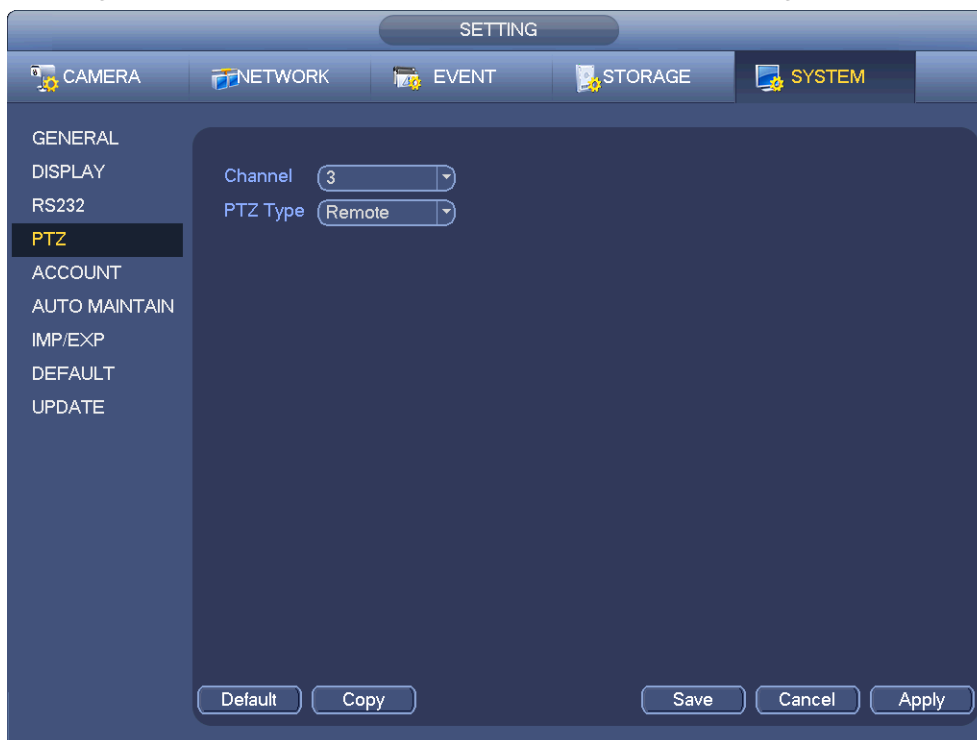 SETTING
CAMERA NETWORK EVENT STORAGE SYSTEM
GENERAL
DISPLAY
RS232
PTZ
ACCOUNT
AUTO MAINTAIN
IMP/EXP
DEFAULT
UPDATE
Channel 3
PTZ Type Remote
Default Copy Save Cancel Apply